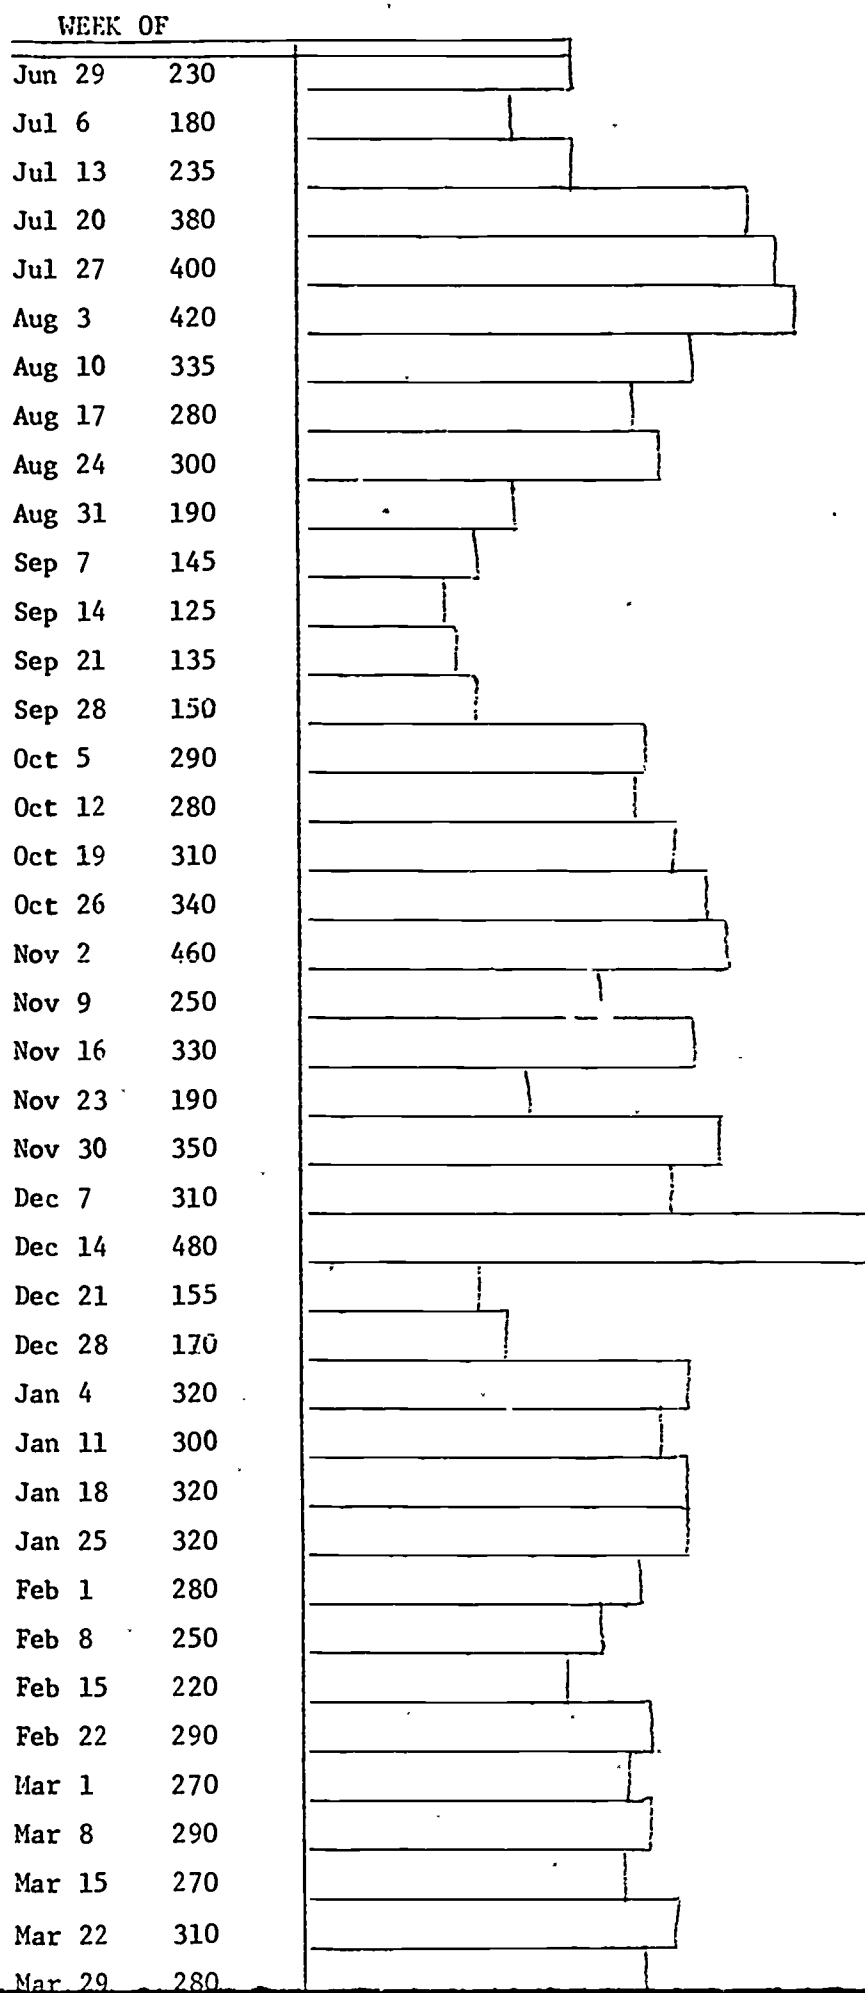 WEEK OF
Jun 29 230
Jul 6 180
Jul 13 235
Jul 20 380
Jul 27 400
Aug 3 420
Aug 10 335
Aug 17 280
Aug 24 300
Aug 31 190
Sep 7 145
Sep 14 125
Sep 21 135
Sep 28 150
Oct 5 290
Oct 12 280
Oct 19 310
Oct 26 340
Nov 2 460
Nov 9 250
Nov 16 330
Nov 23 190
Nov 30 350
Dec 7 310
Dec 14 480
Dec 21 155
Dec 28 170
Jan 4 320
Jan 11 300
Jan 18 320
Jan 25 320
Feb 1 280
Feb 8 250
Feb 15 220
Feb 22 290
Mar 1 270
Mar 8 290
Mar 15 270
Mar 22 310
Mar 29 280